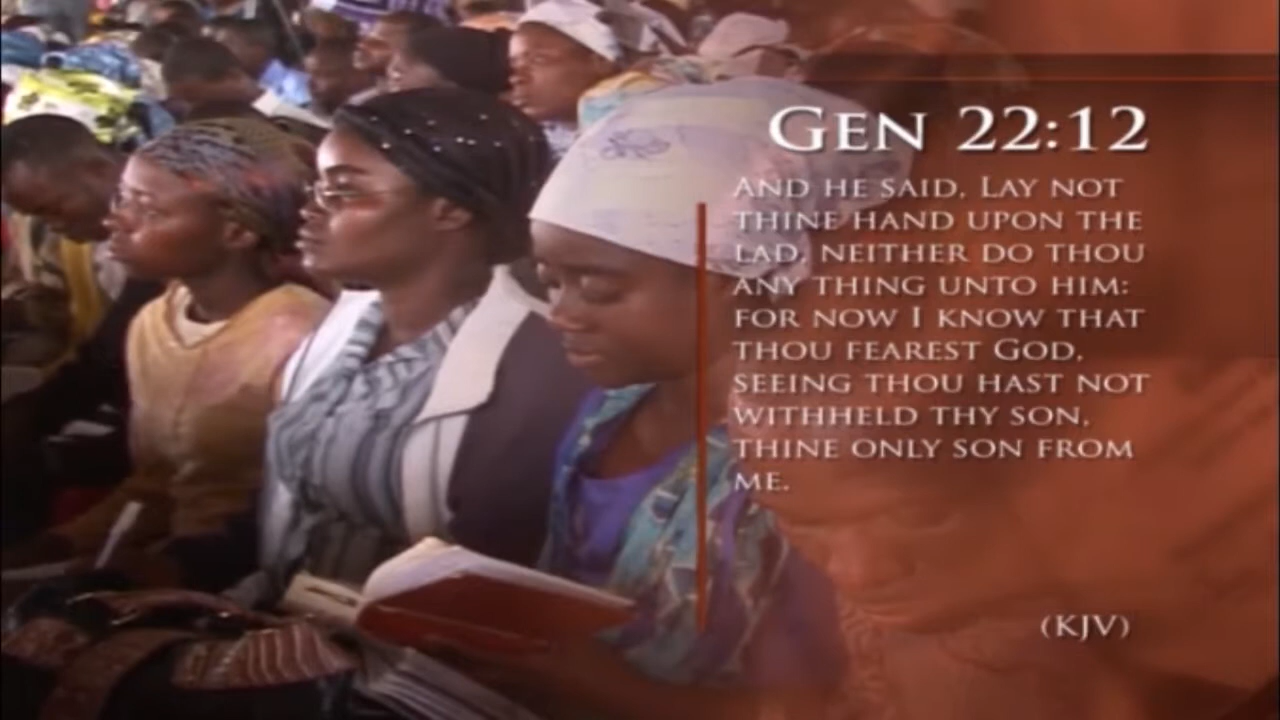 GEN 22:12
AND HE SAID, LAY NOT
THINE HAND UPON THE
LAD, NEITHER DO THOU
ANY THING UNTO HIM:
FOR NOW I KNOW THAT
THOU FEAREST GOD,
SEEING THOU HAST NOT
WITHHELD THY SON,
THINE ONLY SON FROM
ME.
(KJV)